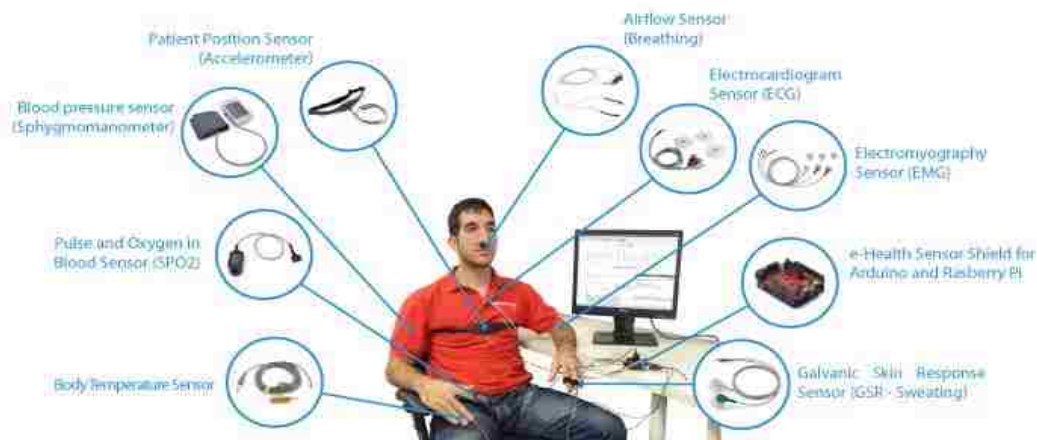 Airflow Sensor
(Breathing)
Patient Position Sensor
(Accelerometer)
Electrocardiogram
Sensor (ECG)
Blood pressure sensor
(Sphygmomanometer)
Electromyography
Sensor (EMG)
Pulse and Oxygen in
Blood Sensor (SPO2)
e-Health Sensor Shield for
Arduino and Rasberry Pi
Body Temperature Sensor
Galvanic Skin Response
Sensor (GSR - Sweating)